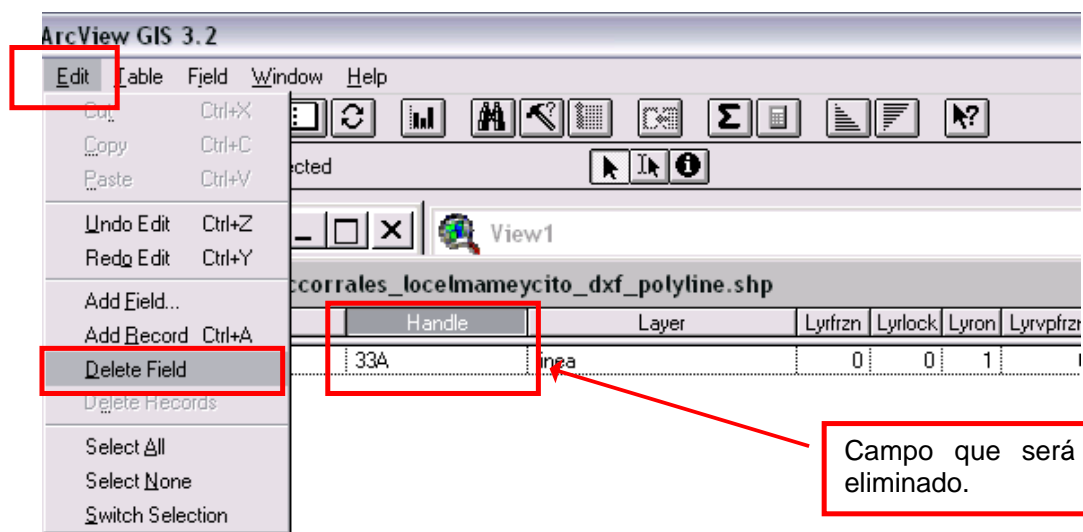 ArcView GIS 3.2
Edit Table Field Window Help
Cut Ctrl+X
Copy Ctrl+C
Paste Ctrl+V
Undo Edit Ctrl+Z
Redo Edit Ctrl+Y
Add Field...
Add Record Ctrl+A
Delete Field
Delete Records
Select All
Select None
Switch Selection
cted
View1
ccorrales_locelmameycito_dxf_polyline.shp
Handle Layer Lyrfrzn Lyrlock Lyron Lyrvpfrzn
33A linea 0 0 1
Campo que será
eliminado.